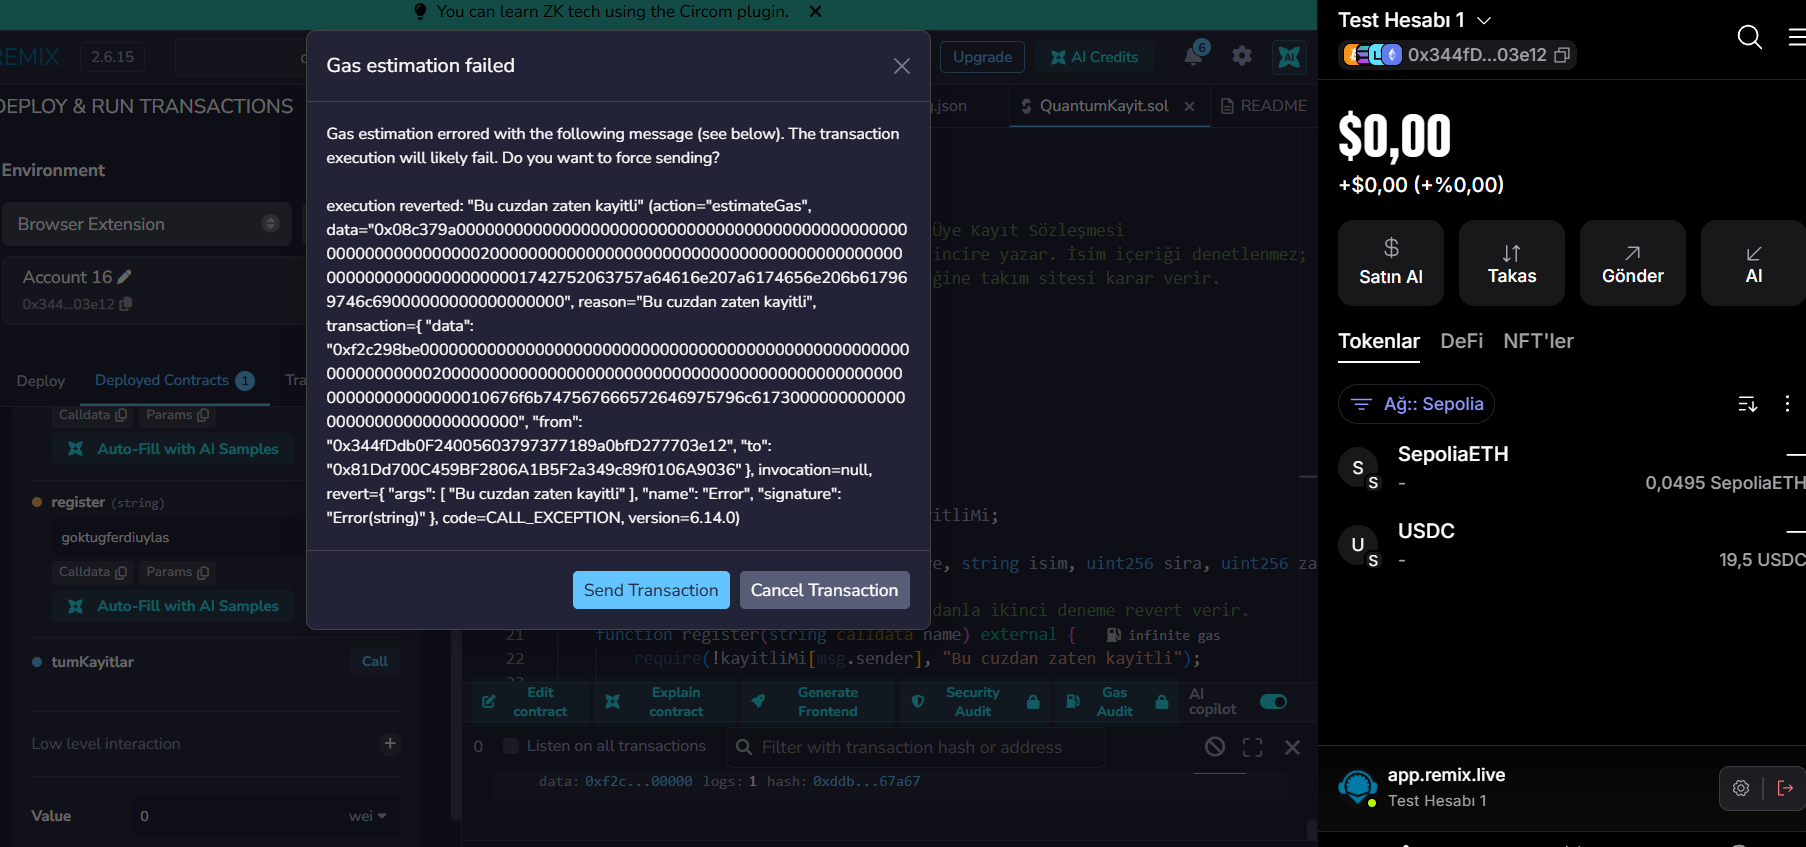 You can learn ZK tech using the Circom plugin.
REMIX 2.6.15
Upgrade
AI Credits
6
DEPLOY & RUN TRANSACTIONS
Environment
Browser Extension
Account 16
0x344...03e12
Deploy
Deployed Contracts 1
Calldata Params
Auto-Fill with AI Samples
register (string)
goktugferdiuylas
Calldata Params
Auto-Fill with AI Samples
tumKayitlar
Call
Low level interaction
Value
0
wei
Gas estimation failed
Gas estimation errored with the following message (see below). The transaction
execution will likely fail. Do you want to force sending?
execution reverted: "Bu cuzdan zaten kayitli" (action="estimateGas",
reason="Bu cuzdan zaten kayitli",
transaction={ "data":
"from":
"0x344fDdb0F24005603797377189a0bfD277703e12", "to":
"0x81Dd700C459BF2806A1B5F2a349c89f0106A9036" }, invocation=null,
revert={ "args": [ "Bu cuzdan zaten kayitli" ], "name": "Error", "signature":
"Error(string)" }, code=CALL_EXCEPTION, version=6.14.0)
Send Transaction
Cancel Transaction
.json
QuantumKayit.sol
README
Üye Kayıt Sözleşmesi
incire yazar. İsim içeriği denetlenmez;
ğine takım sitesi karar verir.
yitliMi;
e, string isim, uint256 sira, uint256 za
danla ikinci deneme revert verir.
21 function register(string calldata name) external { infinite gas
22 require(!kayitliMi[msg.sender], "Bu cuzdan zaten kayitli");
Edit contract
Explain contract
Generate Frontend
Security Audit
Gas Audit
AI copilot
0 Listen on all transactions
Filter with transaction hash or address
data: 0xf2c...00000 logs: 1 hash: 0xddb...67a67
Test Hesabı 1
0x344fD...03e12
$0,00
+$0,00 (+%0,00)
Satın Al
Takas
Gönder
Al
Tokenlar DeFi NFT'ler
Ağ:: Sepolia
S
S
SepoliaETH
-
0,0495 SepoliaETH
U
S
USDC
-
19,5 USDC
app.remix.live
Test Hesabı 1